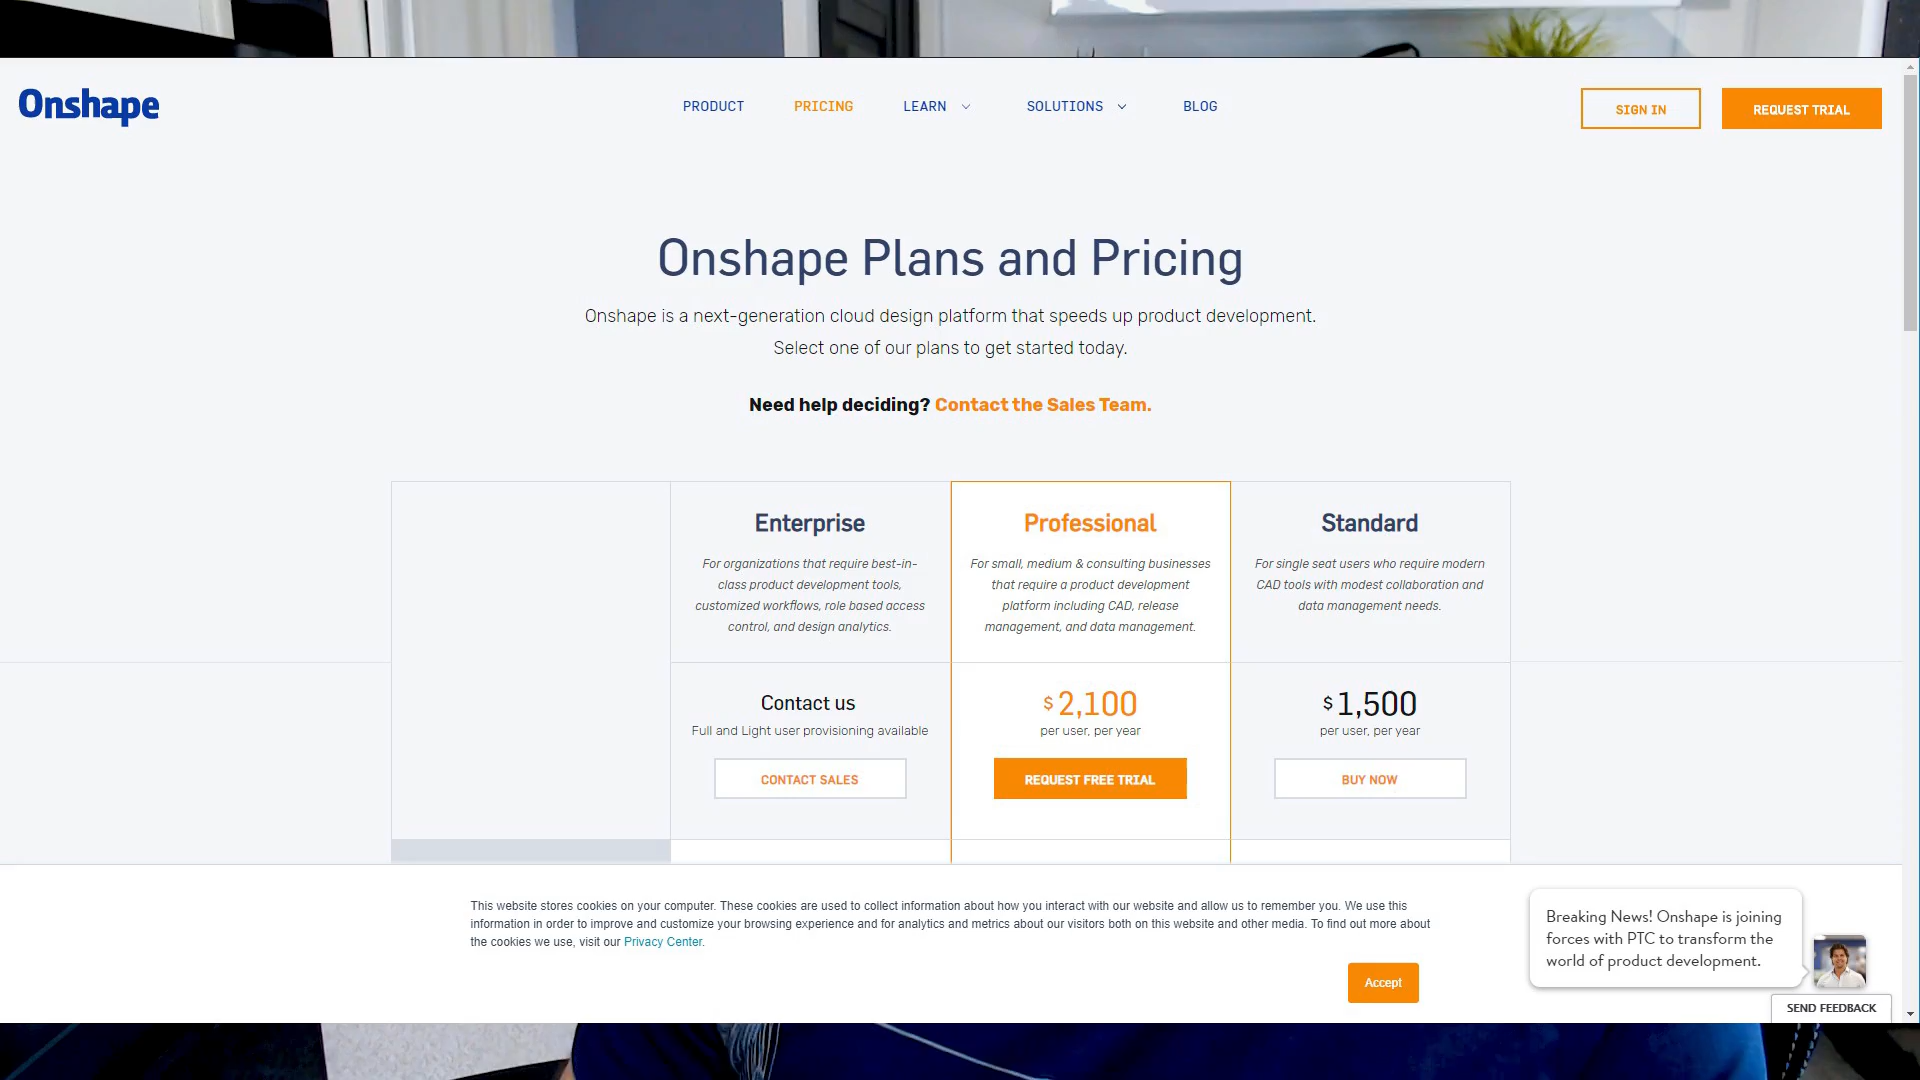 Onshape
PRODUCT
PRICING
LEARN
SOLUTIONS
BLOG
SIGN IN
REQUEST TRIAL
Onshape Plans and Pricing
Onshape is a next-generation cloud design platform that speeds up product development.
Select one of our plans to get started today.
Need help deciding? Contact the Sales Team.
Enterprise
For organizations that require best-in-
class product development tools,
customized workflows, role based access
control, and design analytics.
Professional
For small, medium & consulting businesses
that require a product development
platform including CAD, release
management, and data management.
Standard
For single seat users who require modern
CAD tools with modest collaboration and
data management needs.
Contact us
Full and Light user provisioning available
CONTACT SALES
$2,100
per user, per year
REQUEST FREE TRIAL
$1,500
per user, per year
BUY NOW
This website stores cookies on your computer. These cookies are used to collect information about how you interact with our website and allow us to remember you. We use this
information in order to improve and customize your browsing experience and for analytics and metrics about our visitors both on this website and other media. To find out more about
the cookies we use, visit our Privacy Center.
Accept
Breaking News! Onshape is joining
forces with PTC to transform the
world of product development.
SEND FEEDBACK